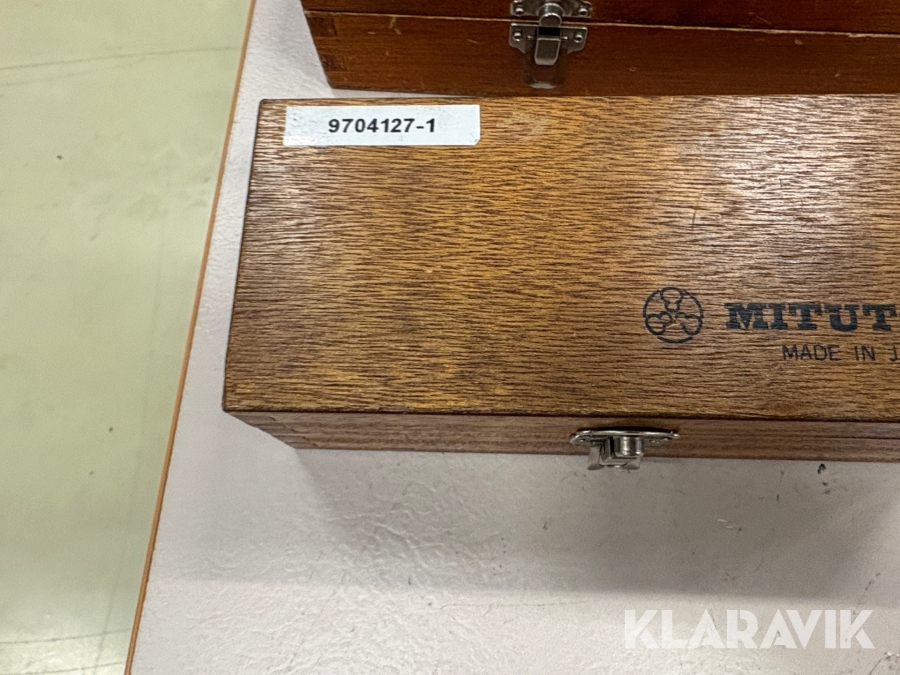 9704127-1
MITUT
MADE IN J
KLARAVIK